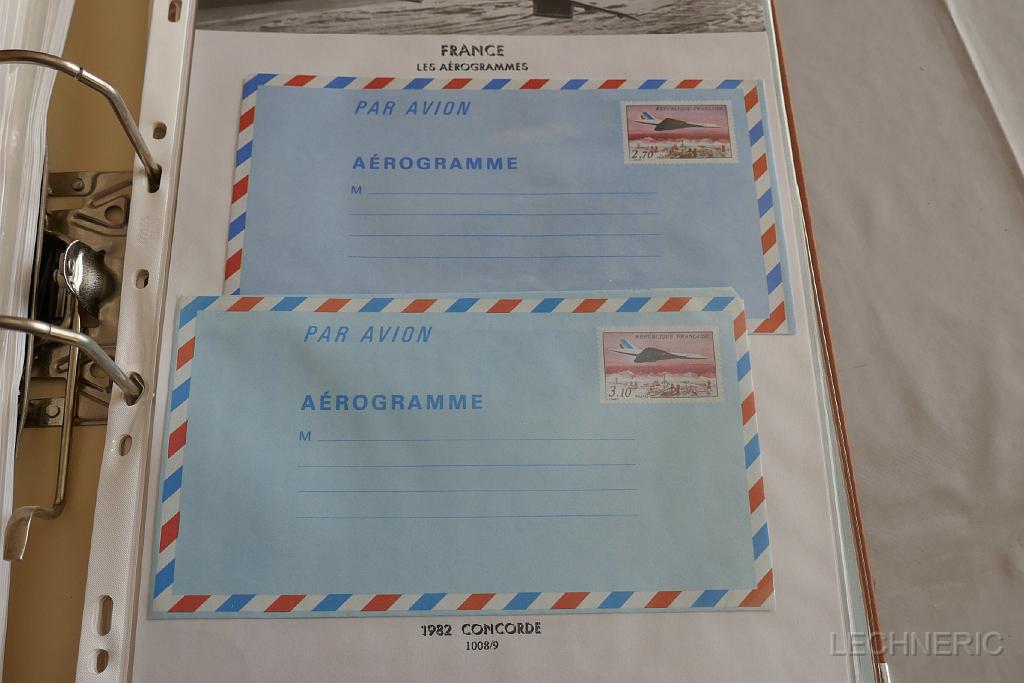 FRANCE
LES AÉROGRAMMES
PAR AVION
REPUBLIQUE FRANÇAISE
2,70
AÉROGRAMME
M
PAR AVION
REPUBLIQUE FRANÇAISE
3,10
AÉROGRAMME
M
1982 CONCORDE
1008/9
LECHNERIC